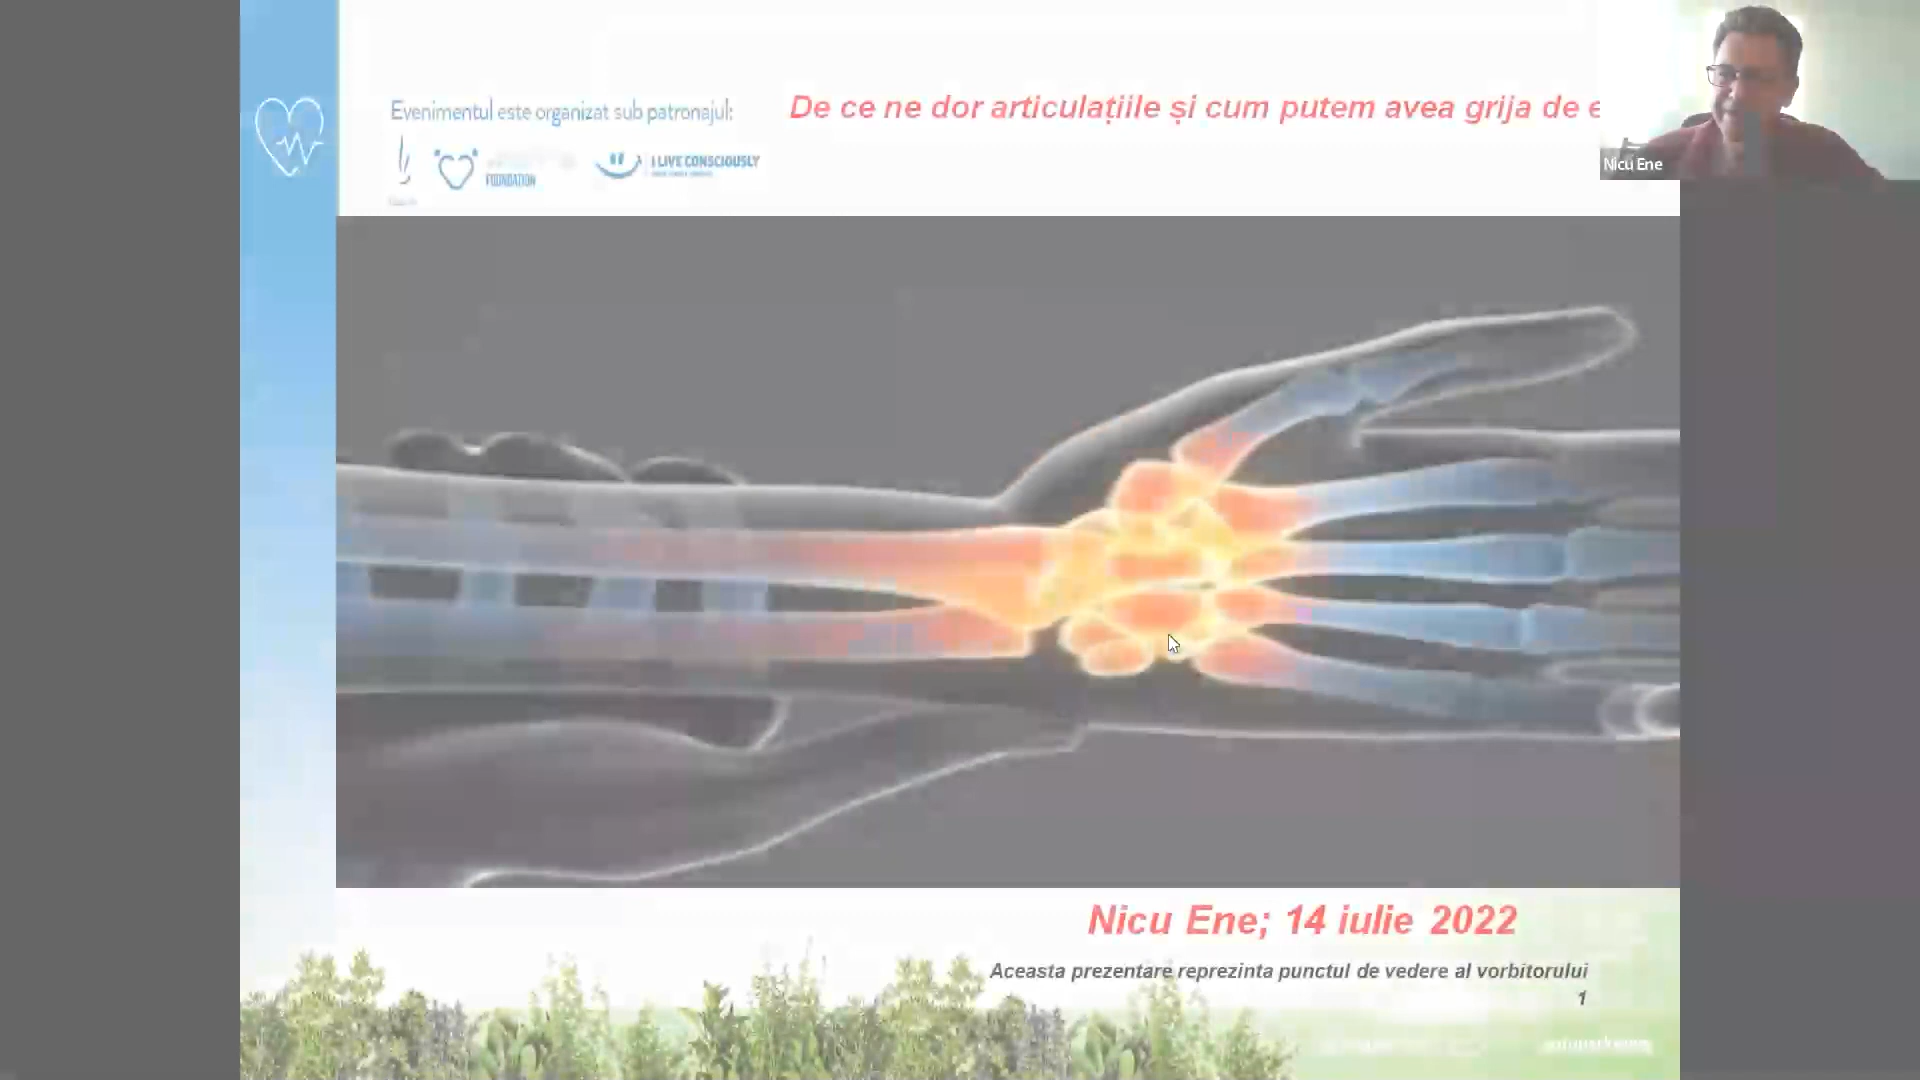 De ce ne dor articulațiile și cum putem avea grija de e
Evenimentul este organizat sub patronajul:
FOUNDATION
I LIVE CONSCIOUSLY
Nicu Ene
Nicu Ene; 14 iulie 2022
Aceasta prezentare reprezinta punctul de vedere al vorbitorului
1